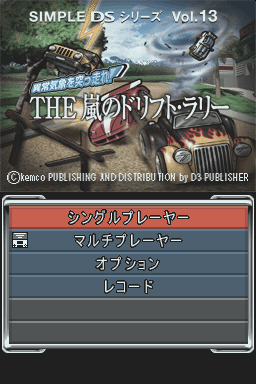 SIMPLE DS シリーズ Vol.13
異常気象を突っ走れ!
THE 嵐のドリフト・ラリー
©kemco PUBLISHING AND DISTRIBUTION by D3 PUBLISHER
シングルプレーヤー
マルチプレーヤー
オプション
レコード